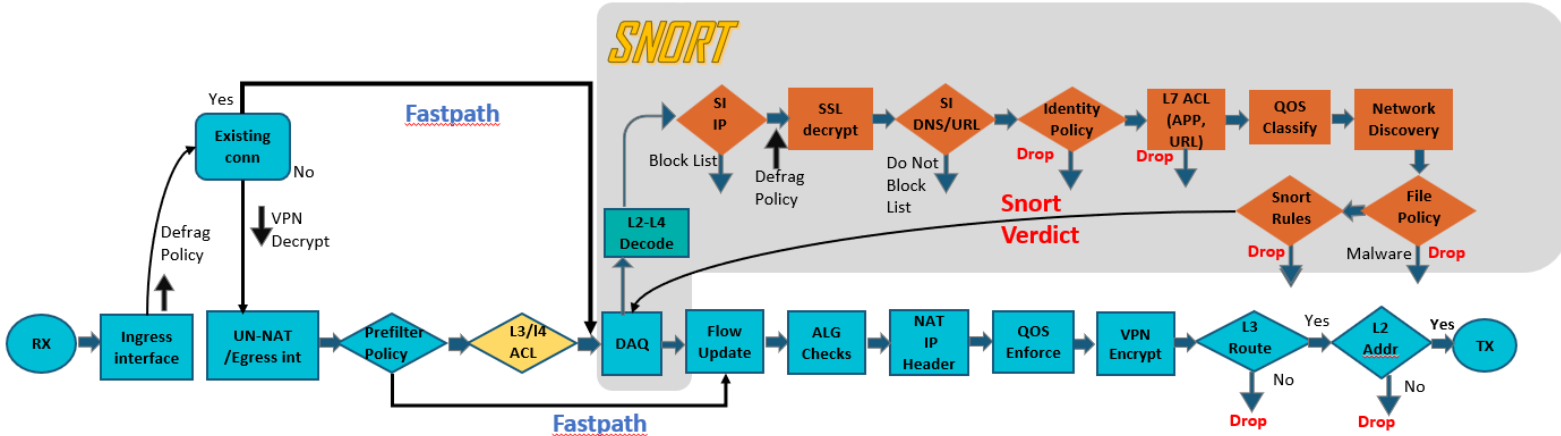 SNORT
Yes
Fastpath
Existing
conn
No
VPN
Decrypt
Defrag
Policy
SI
IP
Block List
Defrag
Policy
SSL
decrypt
SI
DNS/URL
Do Not
Block
List
Identity
Policy
Drop
L7 ACL
(APP,
URL)
Drop
QOS
Classify
Network
Discovery
File
Policy
Malware
Drop
Snort
Rules
Drop
Snort
Verdict
L2-L4
Decode
RX
Ingress
interface
UN-NAT
/Egress int
Prefilter
Policy
L3/l4
ACL
DAQ
Flow
Update
ALG
Checks
NAT
IP
Header
QOS
Enforce
VPN
Encrypt
L3
Route
Yes
No
Drop
L2
Addr
Yes
No
Drop
TX
Fastpath